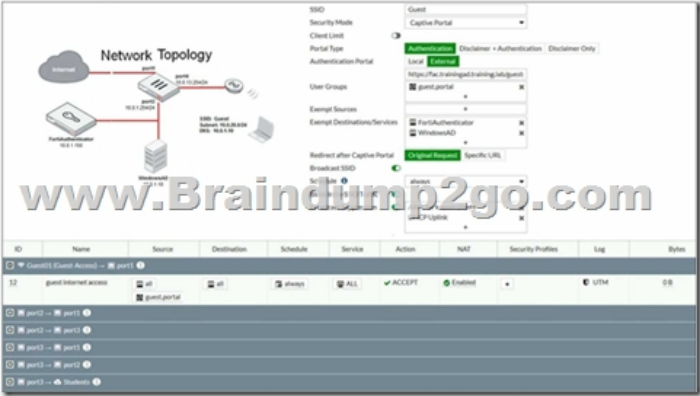 SSID Guest
Security Mode Captive Portal
Client Limit
Portal Type Authentication Disclaimer + Authentication Disclaimer Only
Authentication Portal Local External
https://fac.trainingad.training.lab/guest
User Groups guest.portal
+
Exempt Sources +
Exempt Destinations/Services FortiAuthenticator
WindowsAD
+
Redirect after Captive Portal Original Request Specific URL
Broadcast SSID
Schedule always
Network Topology
Internet
port1
port4
10.0.13.254/24
port3
10.0.1.254/24
SSID: Guest
Subnet: 10.0.20.0/24
DNS: 10.0.1.10
FortiAuthenticator
10.0.1.150
WindowsAD
www.Braindump2go.com
ID Name Source Destination Schedule Service Action NAT Security Profiles Log Bytes
Guest01 (Guest Access) → port1
12 guest internet access all all always ALL ACCEPT Enabled + UTM 0 B
guest.portal
port2 → port1
port2 → port3
port3 → port1
port3 → port2
port3 → Students